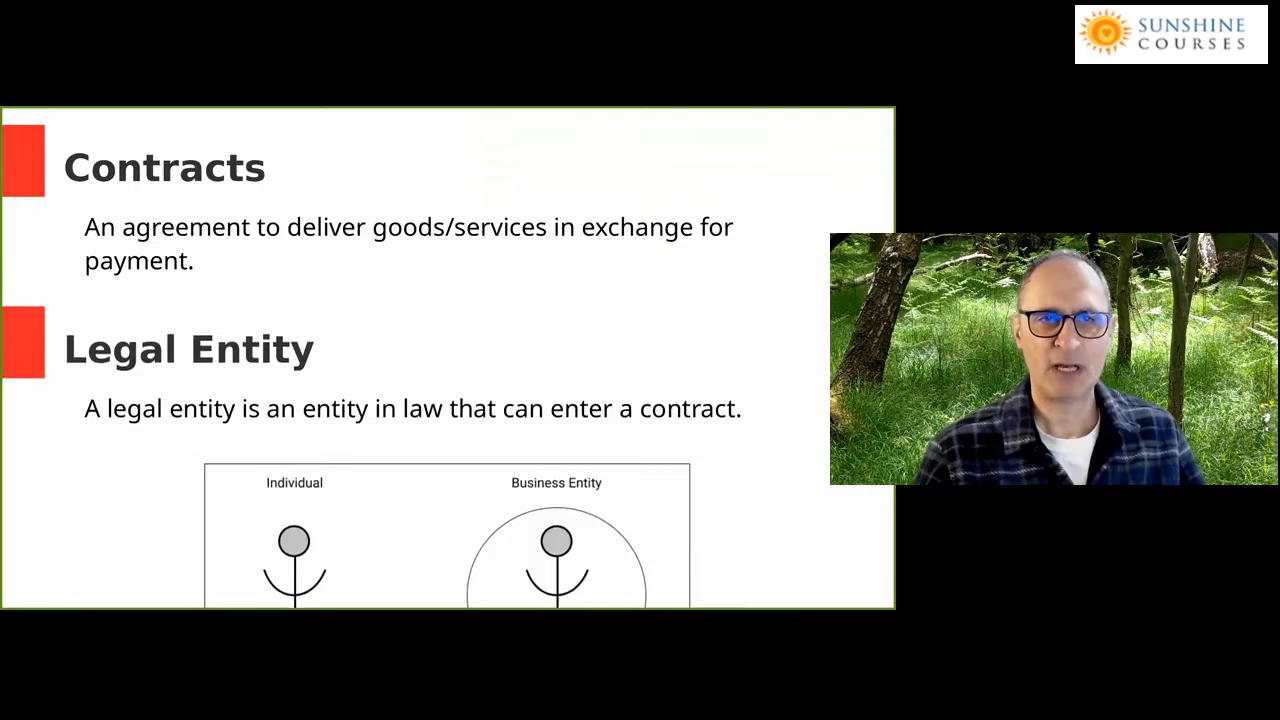 SUNSHINE
COURSES
Contracts
An agreement to deliver goods/services in exchange for
payment.
Legal Entity
A legal entity is an entity in law that can enter a contract.
Individual
Business Entity